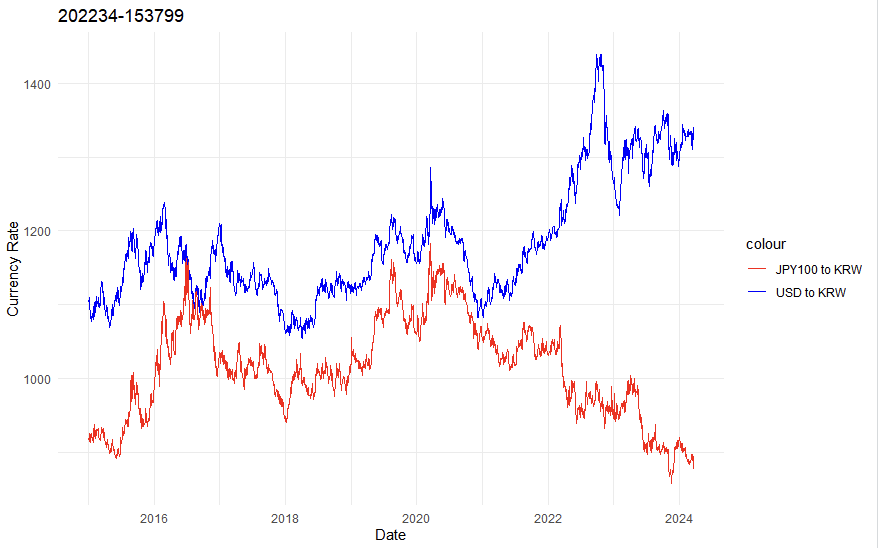 202234-153799
1400
1200
1000
Currency Rate
2016
2018
2020
2022
2024
Date
colour
JPY100 to KRW
USD to KRW